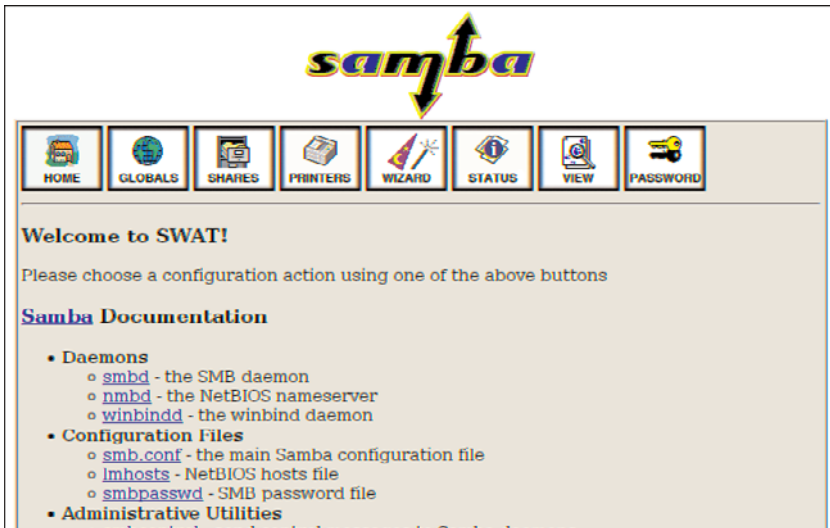 samba
HOME GLOBALS SHARES PRINTERS WIZARD STATUS VIEW PASSWORD
Welcome to SWAT!
Please choose a configuration action using one of the above buttons
Samba Documentation
• Daemons
◦ smbd - the SMB daemon
◦ nmbd - the NetBIOS nameserver
◦ winbindd - the winbind daemon
• Configuration Files
◦ smb.conf - the main Samba configuration file
◦ lmhosts - NetBIOS hosts file
◦ smbpasswd - SMB password file
• Administrative Utilities